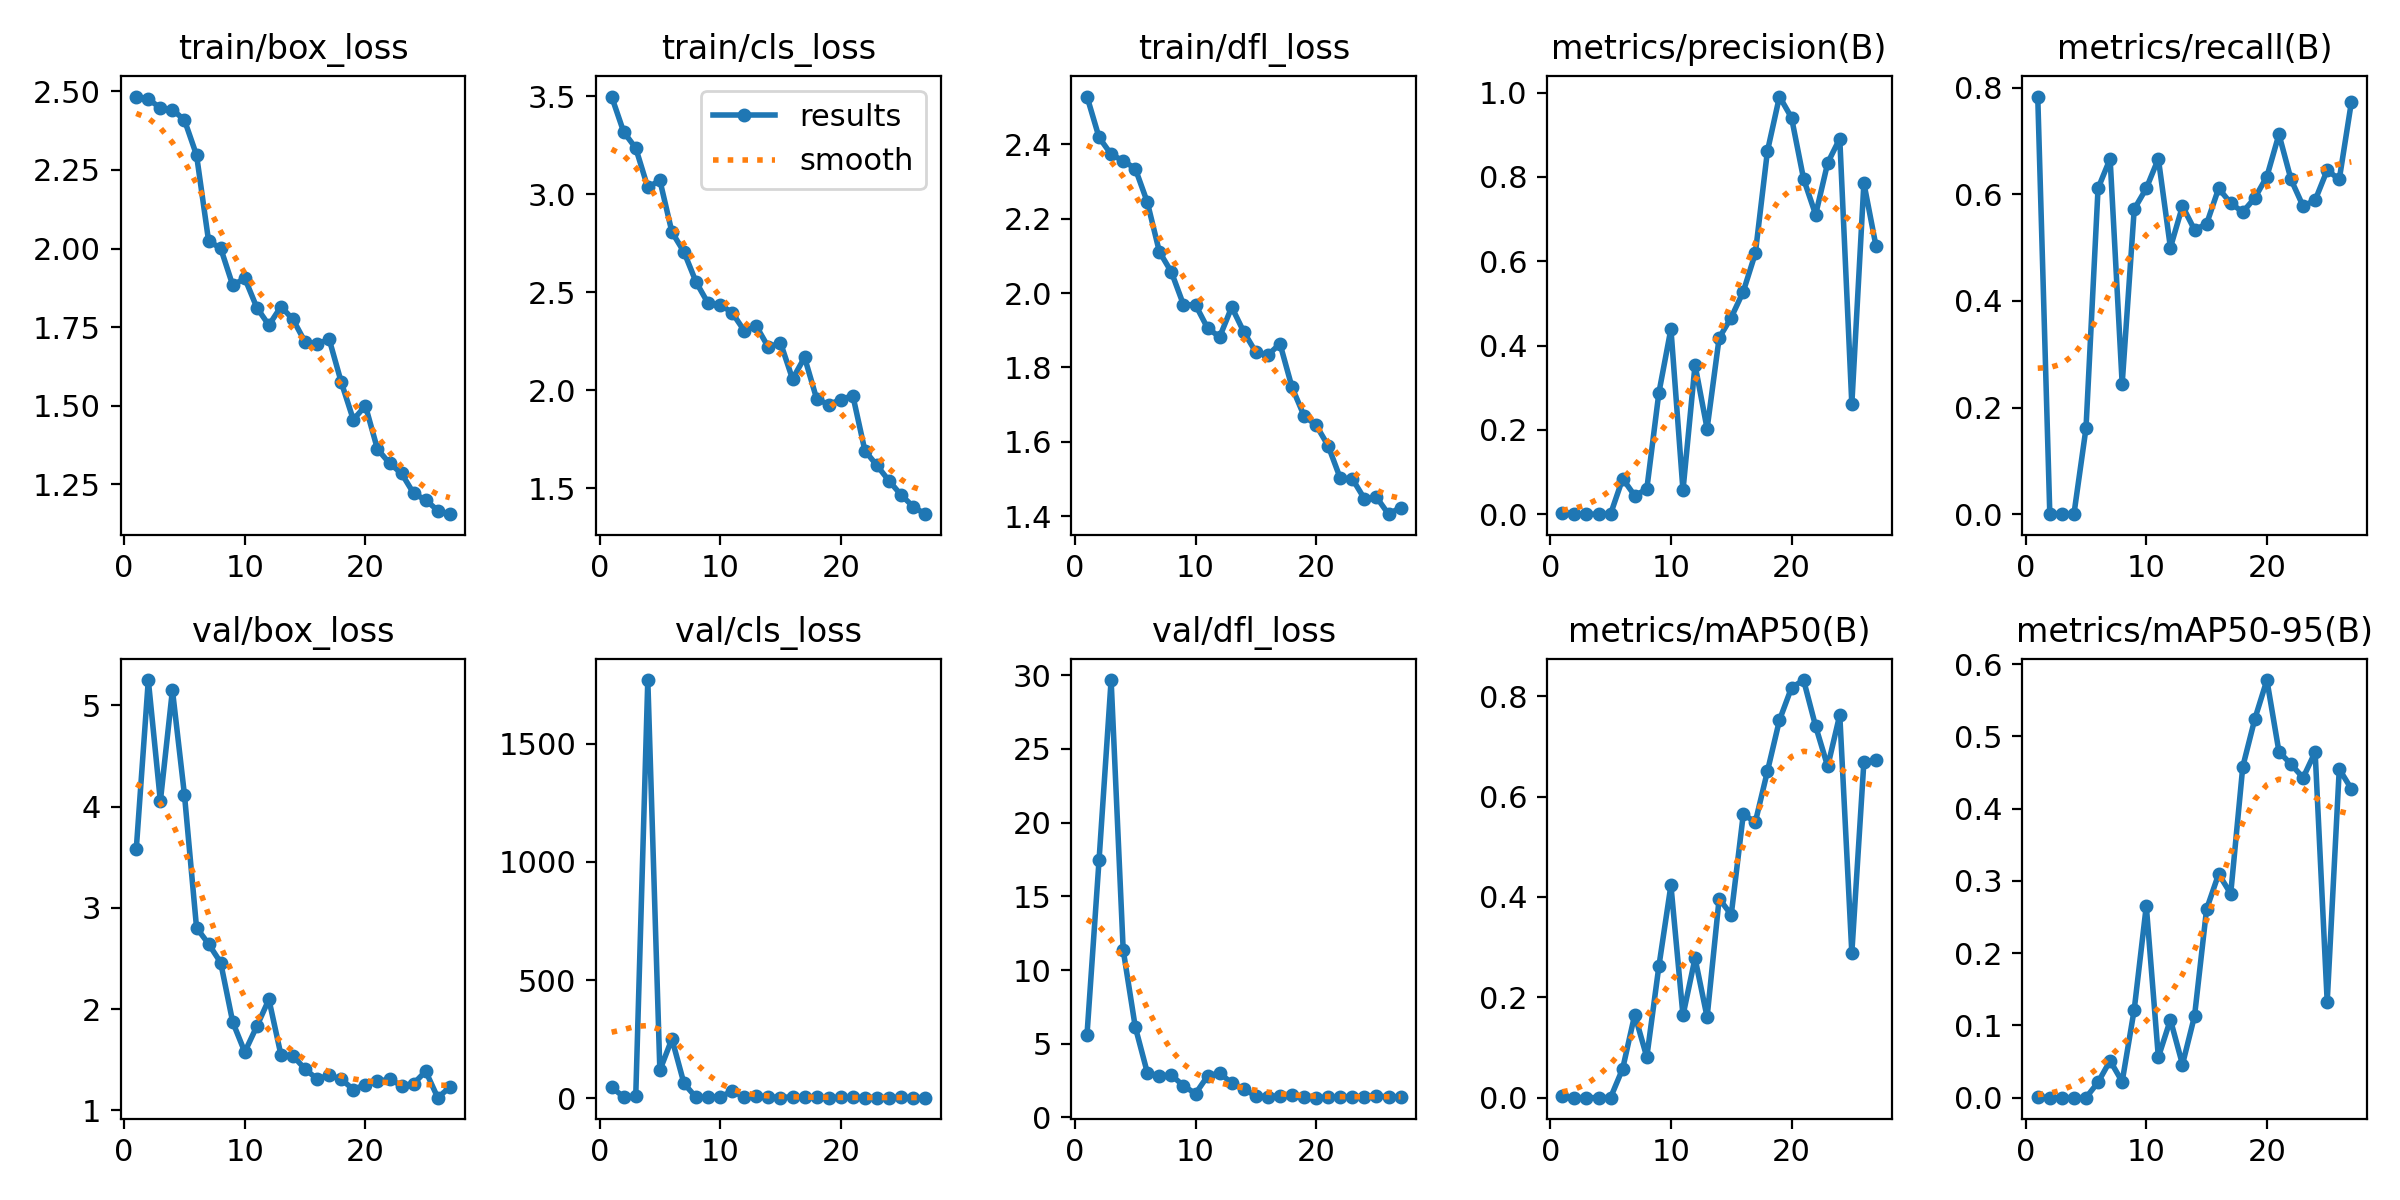 train/box_loss
2.50
2.25
2.00
1.75
1.50
1.25
0 10 20
train/cls_loss
results
smooth
3.5
3.0
2.5
2.0
1.5
0 10 20
train/dfl_loss
2.4
2.2
2.0
1.8
1.6
1.4
0 10 20
metrics/precision(B)
1.0
0.8
0.6
0.4
0.2
0.0
0 10 20
metrics/recall(B)
0.8
0.6
0.4
0.2
0.0
0 10 20
val/box_loss
5
4
3
2
1
0 10 20
val/cls_loss
1500
1000
500
0
0 10 20
val/dfl_loss
30
25
20
15
10
5
0
0 10 20
metrics/mAP50(B)
0.8
0.6
0.4
0.2
0.0
0 10 20
metrics/mAP50-95(B)
0.6
0.5
0.4
0.3
0.2
0.1
0.0
0 10 20